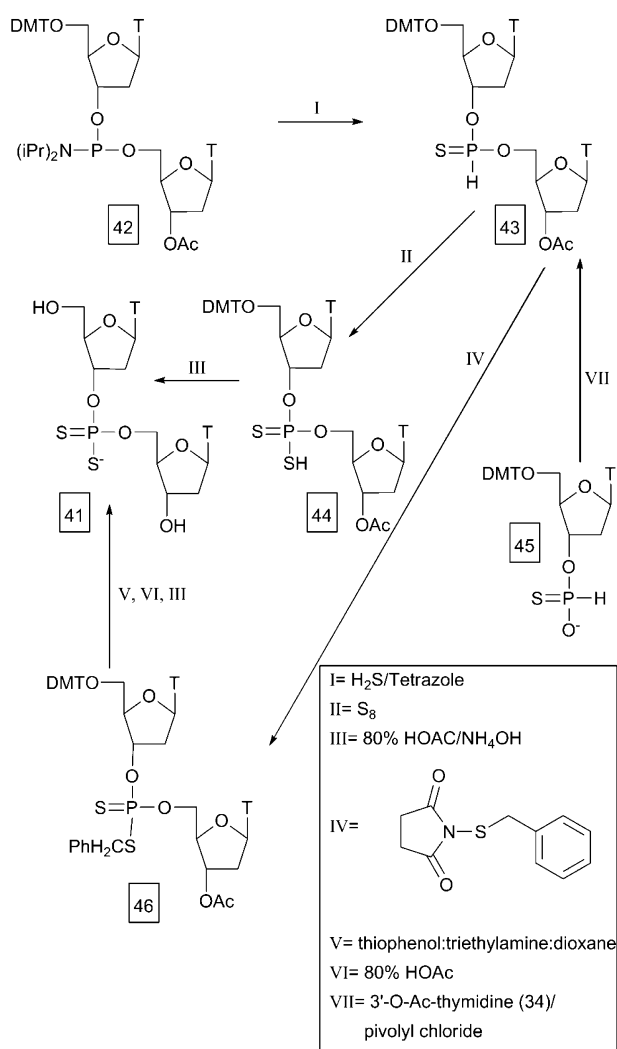 DMTO
O
T
O
(iPr)2N
P
O
T
O
OAc
42
I
DMTO
O
T
O
S=P
O
T
H
O
OAc
43
II
HO
O
T
O
S=P
O
T
S-
O
OH
41
III
DMTO
O
T
O
S=P
O
T
SH
O
OAc
44
IV
VII
DMTO
O
T
45
O
S=P-H
O-
V, VI, III
DMTO
O
T
O
S=P
O
T
PhH2CS
O
OAc
46
I= H2S/Tetrazole
II= S8
III= 80% HOAC/NH4OH
IV=
O
N
S
O
V= thiophenol:triethylamine:dioxane
VI= 80% HOAc
VII= 3'-O-Ac-thymidine (34)/
pivolyl chloride